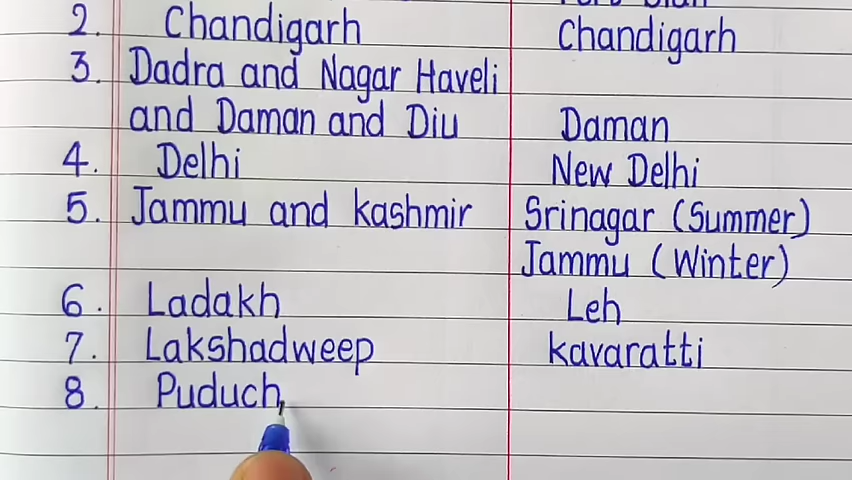 2. Chandigarh Chandigarh
3. Dadra and Nagar Haveli
and Daman and Diu Daman
4. Delhi New Delhi
5. Jammu and kashmir Srinagar (Summer)
Jammu (Winter)
6. Ladakh Leh
7. Lakshadweep kavaratti
8. Puduch